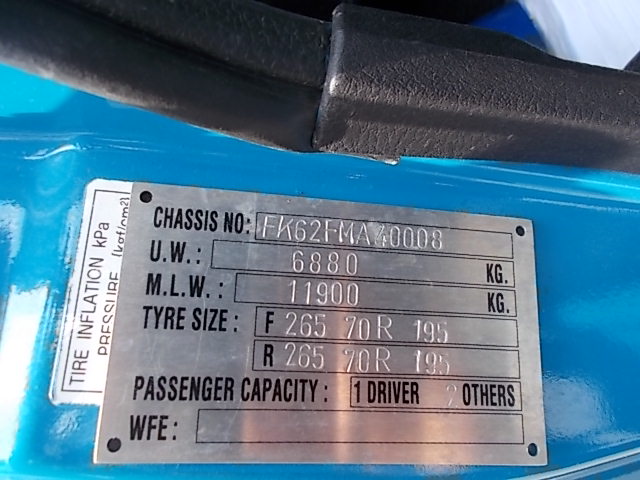 CHASSIS NO: FK62FMA40008
U.W.: 6880 KG.
M.L.W.: 11900 KG.
TYRE SIZE: F 265 70R 195
R 265 70R 195
PASSENGER CAPACITY: 1 DRIVER 2 OTHERS
WFE:
TIRE INFLATION kPa
PRESSURE (kgf/cm2)